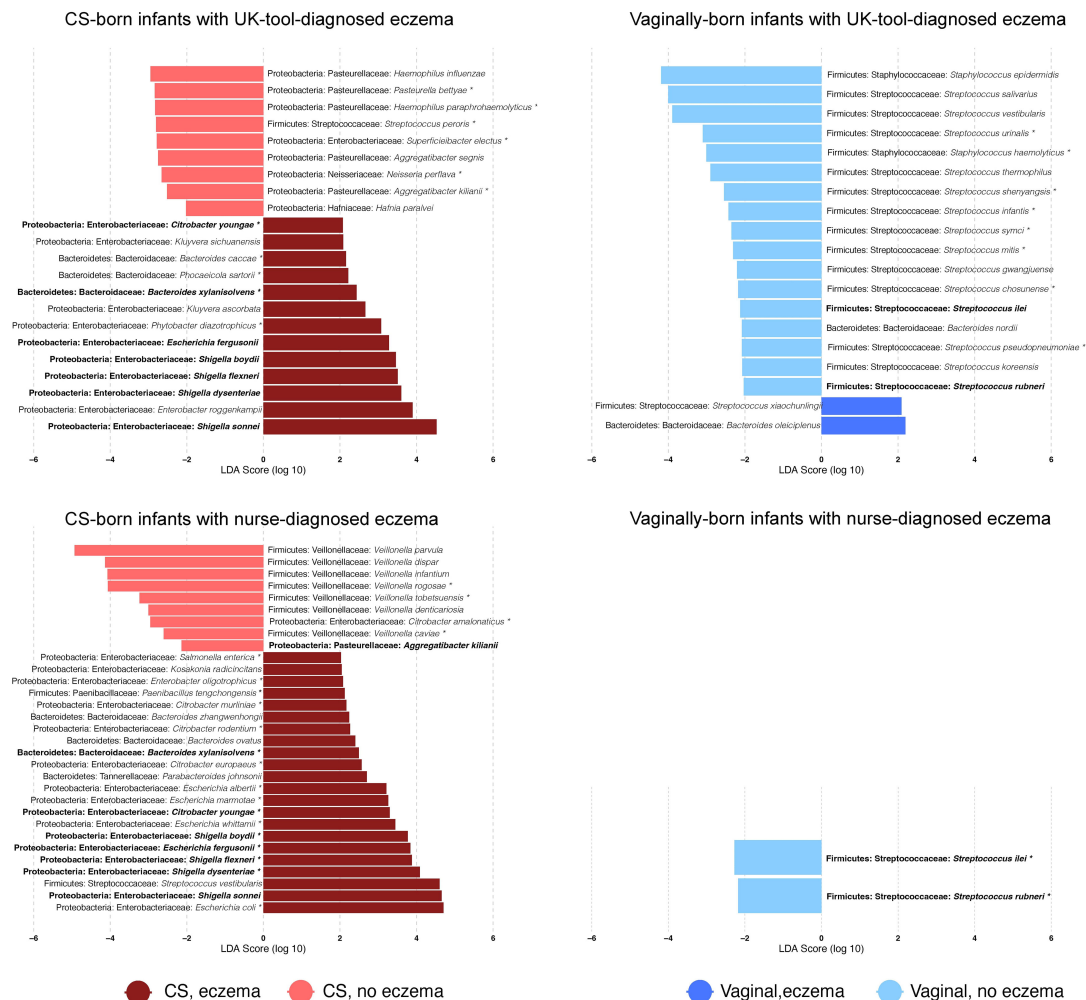 CS-born infants with UK-tool-diagnosed eczema
Proteobacteria: Pasteurellaceae: Haemophilus influenzae
Proteobacteria: Pasteurellaceae: Pasteurella bettyae *
Proteobacteria: Pasteurellaceae: Haemophilus paraphrohaemolyticus *
Firmicutes: Streptococcaceae: Streptococcus peroris *
Proteobacteria: Enterobacteriaceae: Superficieibacter electus *
Proteobacteria: Pasteurellaceae: Aggregatibacter segnis
Proteobacteria: Neisseriaceae: Neisseria perflava *
Proteobacteria: Pasteurellaceae: Aggregatibacter kilianii *
Proteobacteria: Hafniaceae: Hafnia paralvei
Proteobacteria: Enterobacteriaceae: Citrobacter youngae *
Proteobacteria: Enterobacteriaceae: Kluyvera sichuanensis
Bacteroidetes: Bacteroidaceae: Bacteroides caccae *
Bacteroidetes: Bacteroidaceae: Phocaeicola sartorii *
Bacteroidetes: Bacteroidaceae: Bacteroides xylanisolvens *
Proteobacteria: Enterobacteriaceae: Kluyvera ascorbata
Proteobacteria: Enterobacteriaceae: Phytobacter diazotrophicus *
Proteobacteria: Enterobacteriaceae: Escherichia fergusonii
Proteobacteria: Enterobacteriaceae: Shigella boydii
Proteobacteria: Enterobacteriaceae: Shigella flexneri
Proteobacteria: Enterobacteriaceae: Shigella dysenteriae *
Proteobacteria: Enterobacteriaceae: Enterobacter roggenkampii
Proteobacteria: Enterobacteriaceae: Shigella sonnei
−6 −4 −2 0 2 4 6
LDA Score (log 10)
Vaginally-born infants with UK-tool-diagnosed eczema
Firmicutes: Staphylococcaceae: Staphylococcus epidermidis
Firmicutes: Streptococcaceae: Streptococcus salivarius
Firmicutes: Streptococcaceae: Streptococcus vestibularis
Firmicutes: Streptococcaceae: Streptococcus urinalis *
Firmicutes: Staphylococcaceae: Staphylococcus haemolyticus *
Firmicutes: Streptococcaceae: Streptococcus thermophilus
Firmicutes: Streptococcaceae: Streptococcus shenyangsis *
Firmicutes: Streptococcaceae: Streptococcus infantis *
Firmicutes: Streptococcaceae: Streptococcus symci *
Firmicutes: Streptococcaceae: Streptococcus mitis *
Firmicutes: Streptococcaceae: Streptococcus gwangjuense
Firmicutes: Streptococcaceae: Streptococcus chosunense *
Firmicutes: Streptococcaceae: Streptococcus ilei
Bacteroidetes: Bacteroidaceae: Bacteroides nordii
Firmicutes: Streptococcaceae: Streptococcus pseudopneumoniae *
Firmicutes: Streptococcaceae: Streptococcus koreensis
Firmicutes: Streptococcaceae: Streptococcus rubneri
Firmicutes: Streptococcaceae: Streptococcus xiaochunlingii
Bacteroidetes: Bacteroidaceae: Bacteroides oleiciplenus
−6 −4 −2 0 2 4 6
LDA Score (log 10)
CS-born infants with nurse-diagnosed eczema
Firmicutes: Veillonellaceae: Veillonella parvula
Firmicutes: Veillonellaceae: Veillonella dispar
Firmicutes: Veillonellaceae: Veillonella infantium
Firmicutes: Veillonellaceae: Veillonella rogosae *
Firmicutes: Veillonellaceae: Veillonella tobetsuensis *
Firmicutes: Veillonellaceae: Veillonella denticariosia
Proteobacteria: Enterobacteriaceae: Citrobacter amalonaticus *
Firmicutes: Veillonellaceae: Veillonella caviae *
Proteobacteria: Pasteurellaceae: Aggregatibacter kilianii
Proteobacteria: Enterobacteriaceae: Salmonella enterica *
Proteobacteria: Enterobacteriaceae: Kosakonia radicincitans
Proteobacteria: Enterobacteriaceae: Enterobacter oligotrophicus *
Firmicutes: Paenibacillaceae: Paenibacillus tengchongensis *
Proteobacteria: Enterobacteriaceae: Citrobacter murliniae *
Bacteroidetes: Bacteroidaceae: Bacteroides zhangwenhongii
Proteobacteria: Enterobacteriaceae: Citrobacter rodentium *
Bacteroidetes: Bacteroidaceae: Bacteroides ovatus
Bacteroidetes: Bacteroidaceae: Bacteroides xylanisolvens *
Proteobacteria: Enterobacteriaceae: Citrobacter europaeus *
Bacteroidetes: Tannerellaceae: Parabacteroides johnsonii
Proteobacteria: Enterobacteriaceae: Escherichia albertii *
Proteobacteria: Enterobacteriaceae: Escherichia marmotae *
Proteobacteria: Enterobacteriaceae: Citrobacter youngae *
Proteobacteria: Enterobacteriaceae: Escherichia whittamii *
Proteobacteria: Enterobacteriaceae: Shigella boydii *
Proteobacteria: Enterobacteriaceae: Escherichia fergusonii *
Proteobacteria: Enterobacteriaceae: Shigella flexneri *
Proteobacteria: Enterobacteriaceae: Shigella dysenteriae *
Firmicutes: Streptococcaceae: Streptococcus vestibularis
Proteobacteria: Enterobacteriaceae: Shigella sonnei
Proteobacteria: Enterobacteriaceae: Escherichia coli *
−6 −4 −2 0 2 4 6
LDA Score (log 10)
Vaginally-born infants with nurse-diagnosed eczema
Firmicutes: Streptococcaceae: Streptococcus ilei *
Firmicutes: Streptococcaceae: Streptococcus rubneri *
−6 −4 −2 0 2 4 6
LDA Score (log 10)
CS, eczema CS, no eczema
Vaginal,eczema Vaginal, no eczema